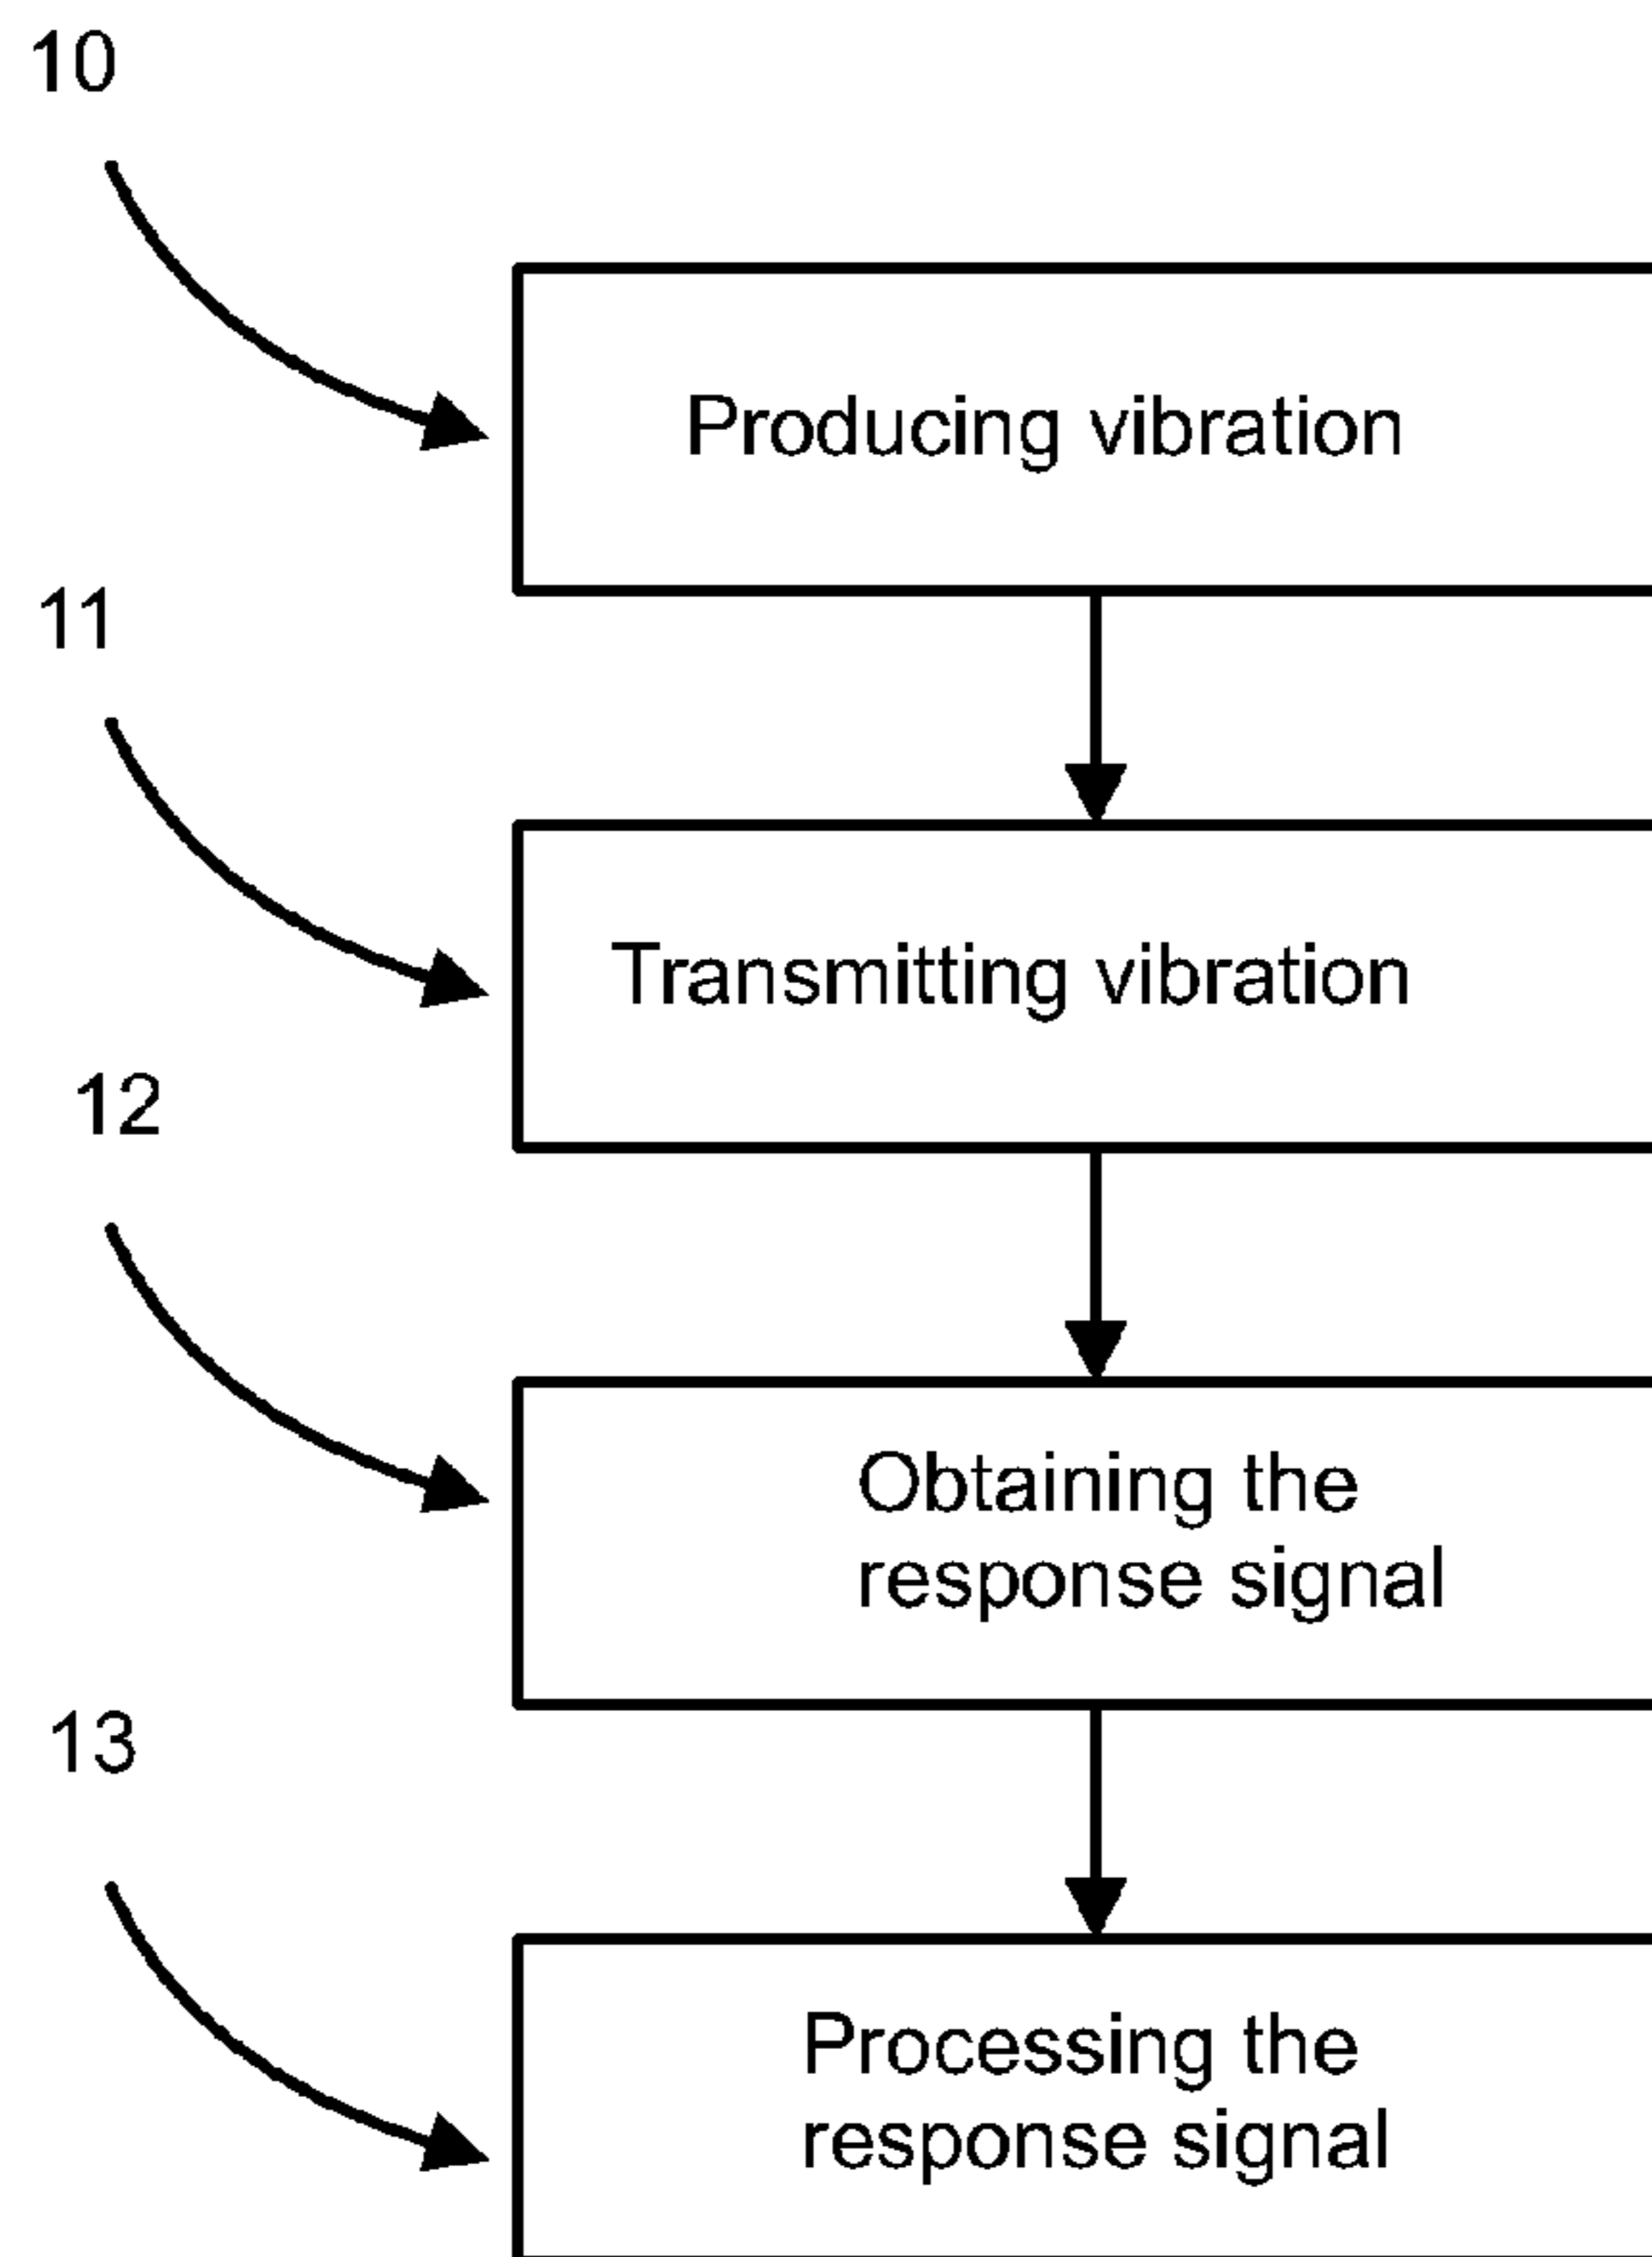 10
Producing vibration
11
Transmitting vibration
12
Obtaining the
response signal
13
Processing the
response signal